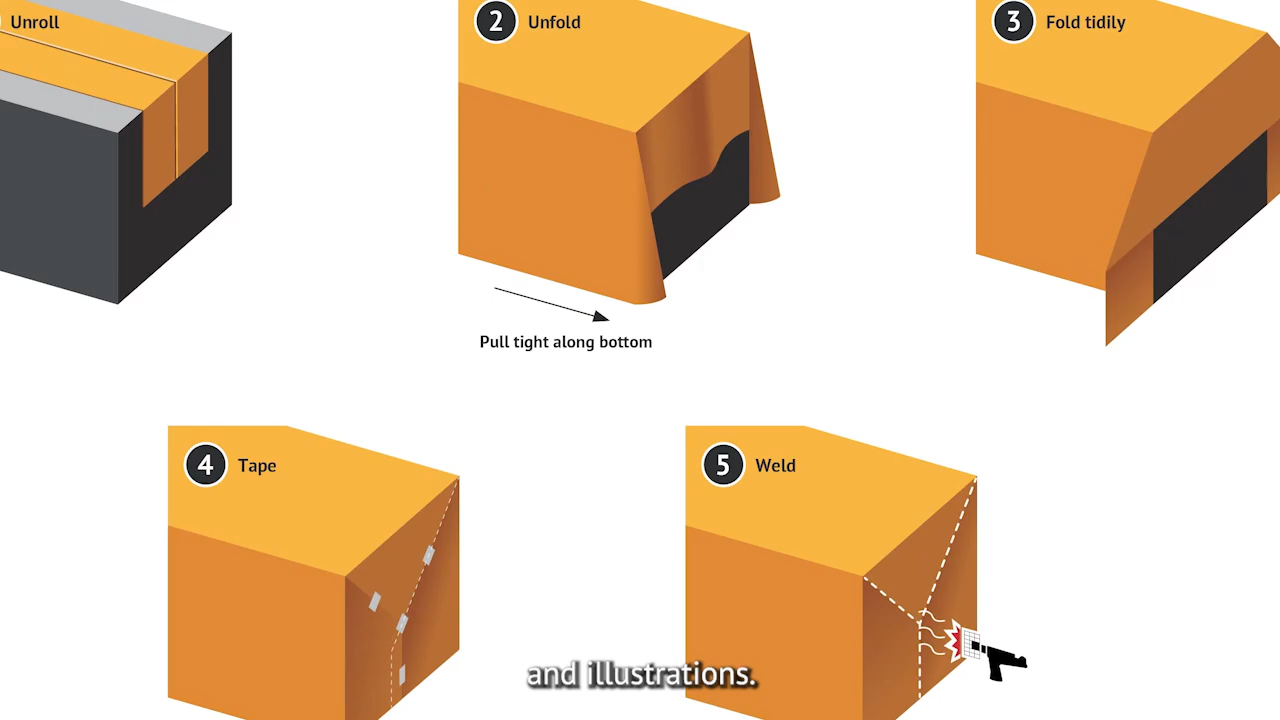 Unroll
2 Unfold
3 Fold tidily
Pull tight along bottom
4 Tape
5 Weld
and illustrations.